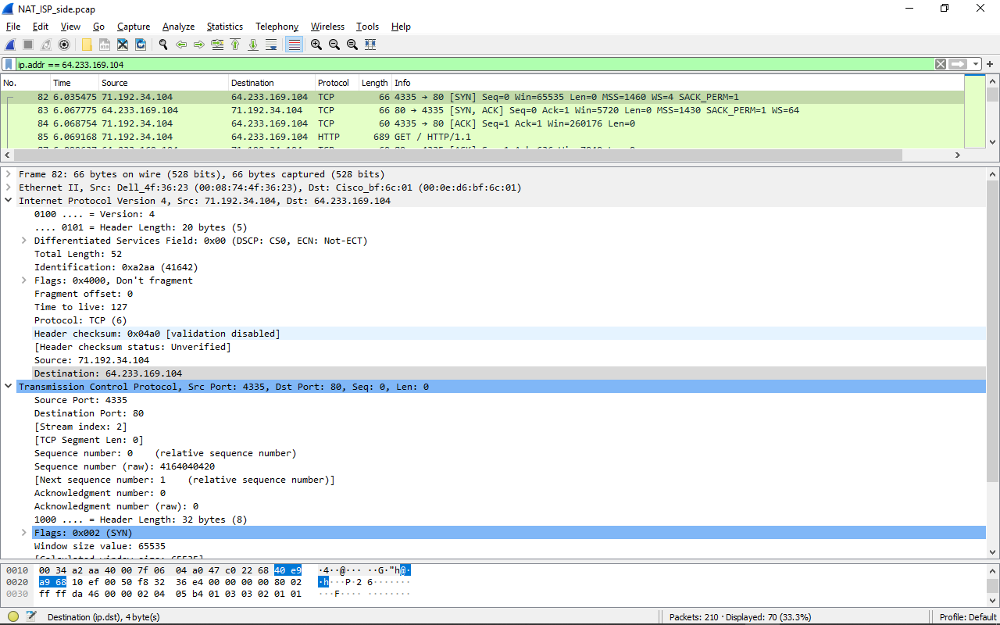 NAT_ISP_side.pcap
File Edit View Go Capture Analyze Statistics Telephony Wireless Tools Help
ip.addr == 64.233.169.104
No. Time Source Destination Protocol Length Info
82 6.035475 71.192.34.104 64.233.169.104 TCP 66 4335 → 80 [SYN] Seq=0 Win=65535 Len=0 MSS=1460 WS=4 SACK_PERM=1
83 6.067775 64.233.169.104 71.192.34.104 TCP 66 80 → 4335 [SYN, ACK] Seq=0 Ack=1 Win=5720 Len=0 MSS=1430 SACK_PERM=1 WS=64
84 6.068754 71.192.34.104 64.233.169.104 TCP 60 4335 → 80 [ACK] Seq=1 Ack=1 Win=260176 Len=0
85 6.069168 71.192.34.104 64.233.169.104 HTTP 689 GET / HTTP/1.1
Frame 82: 66 bytes on wire (528 bits), 66 bytes captured (528 bits)
Ethernet II, Src: Dell_4f:36:23 (00:08:74:4f:36:23), Dst: Cisco_bf:6c:01 (00:0e:d6:bf:6c:01)
Internet Protocol Version 4, Src: 71.192.34.104, Dst: 64.233.169.104
0100 .... = Version: 4
.... 0101 = Header Length: 20 bytes (5)
Differentiated Services Field: 0x00 (DSCP: CS0, ECN: Not-ECT)
Total Length: 52
Identification: 0xa2aa (41642)
Flags: 0x4000, Don't fragment
Fragment offset: 0
Time to live: 127
Protocol: TCP (6)
Header checksum: 0x04a0 [validation disabled]
[Header checksum status: Unverified]
Source: 71.192.34.104
Destination: 64.233.169.104
Transmission Control Protocol, Src Port: 4335, Dst Port: 80, Seq: 0, Len: 0
Source Port: 4335
Destination Port: 80
[Stream index: 2]
[TCP Segment Len: 0]
Sequence number: 0 (relative sequence number)
Sequence number (raw): 4164040420
[Next sequence number: 1 (relative sequence number)]
Acknowledgment number: 0
Acknowledgment number (raw): 0
1000 .... = Header Length: 32 bytes (8)
Flags: 0x002 (SYN)
Window size value: 65535
[Calculated window size: 65535]
0010 00 34 a2 aa 40 00 7f 06 04 a0 47 c0 22 68 40 e9 ·4··@··· ··G·"h@·
0020 a9 68 10 ef 00 50 f8 32 36 e4 00 00 00 00 80 02 ·h···P·2 6·······
0030 ff ff da 46 00 00 02 04 05 b4 01 03 03 02 01 01 ···F···· ········
Destination (ip.dst), 4 byte(s) Packets: 210 · Displayed: 70 (33.3%) Profile: Default